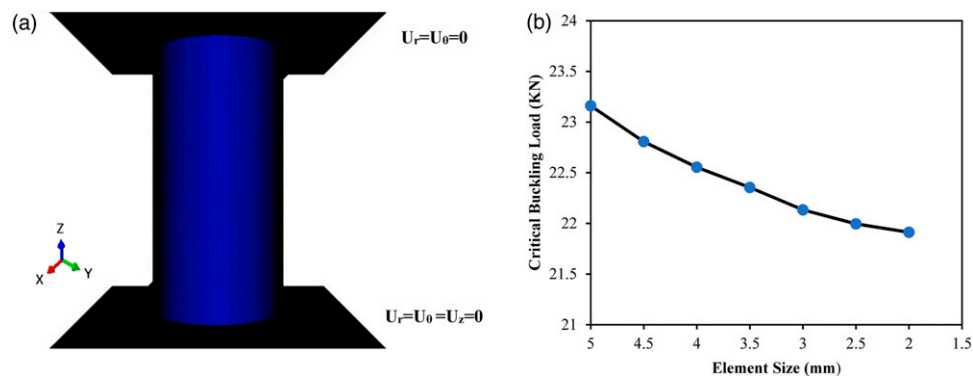 (a)
Ur=Uθ=0
Z
X
Y
Ur=Uθ=Uz=0
(b)
Critical Buckling Load (KN)
24
23.5
23
22.5
22
21.5
21
5 4.5 4 3.5 3 2.5 2 1.5
Element Size (mm)